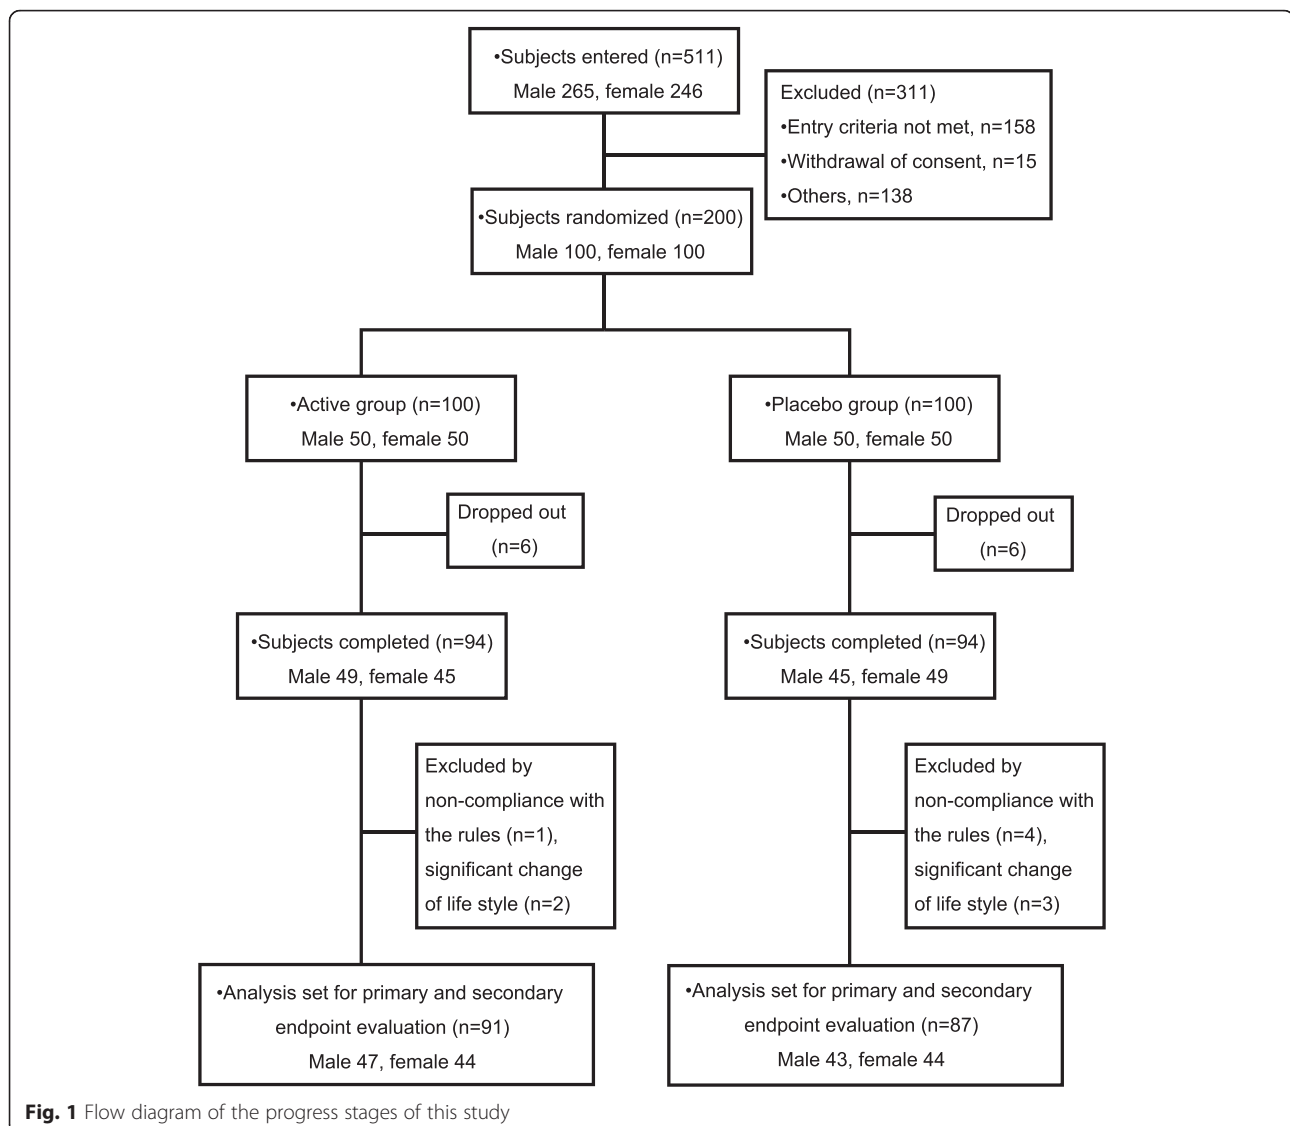 •Subjects entered (n=511)
Male 265, female 246
Excluded (n=311)
•Entry criteria not met, n=158
•Withdrawal of consent, n=15
•Others, n=138
•Subjects randomized (n=200)
Male 100, female 100
•Active group (n=100)
Male 50, female 50
•Placebo group (n=100)
Male 50, female 50
Dropped out
(n=6)
Dropped out
(n=6)
•Subjects completed (n=94)
Male 49, female 45
•Subjects completed (n=94)
Male 45, female 49
Excluded by
non-compliance with
the rules (n=1),
significant change
of life style (n=2)
Excluded by
non-compliance with
the rules (n=4),
significant change
of life style (n=3)
•Analysis set for primary and secondary
endpoint evaluation (n=91)
Male 47, female 44
•Analysis set for primary and secondary
endpoint evaluation (n=87)
Male 43, female 44
Fig. 1 Flow diagram of the progress stages of this study